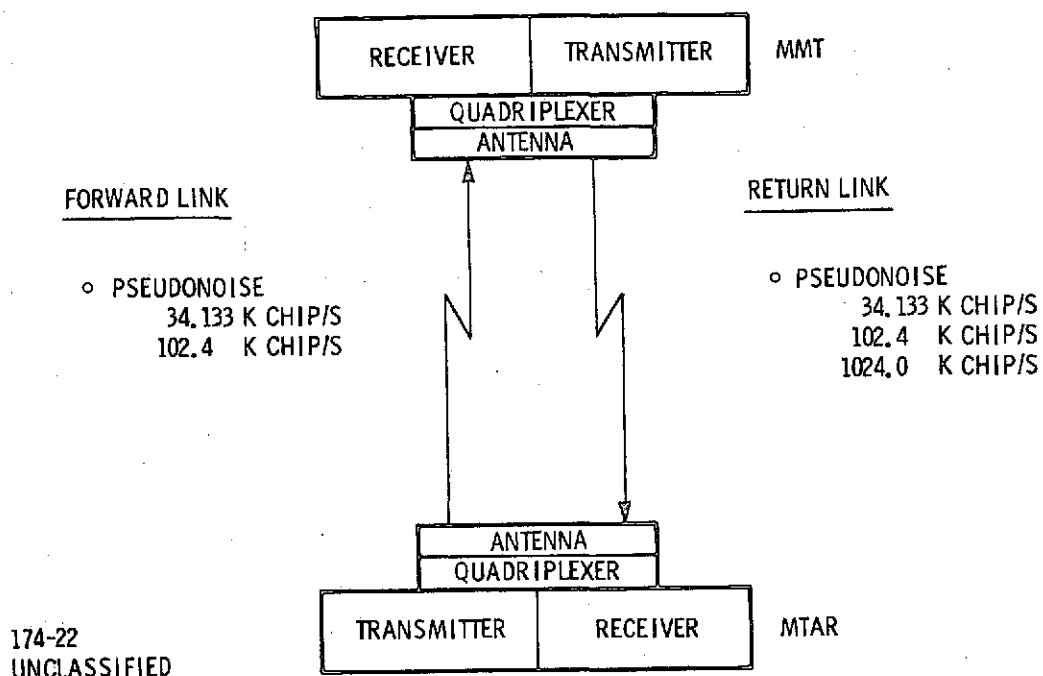 RECEIVER
TRANSMITTER
MMT
QUADRIPLEXER
ANTENNA
FORWARD LINK
○ PSEUDONOISE
34.133 K CHIP/S
102.4 K CHIP/S
RETURN LINK
○ PSEUDONOISE
34.133 K CHIP/S
102.4 K CHIP/S
1024.0 K CHIP/S
ANTENNA
QUADRIPLEXER
TRANSMITTER
RECEIVER
MTAR
174-22
UNCLASSIFIED